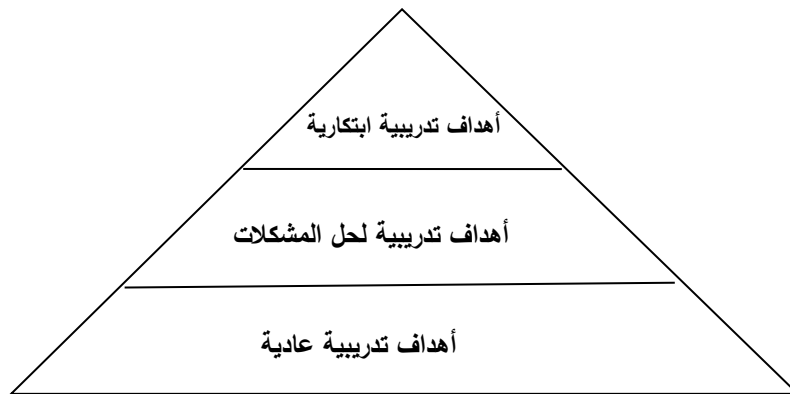 أهداف تدريبية ابتكارية
أهداف تدريبية لحل المشكلات
أهداف تدريبية عادية